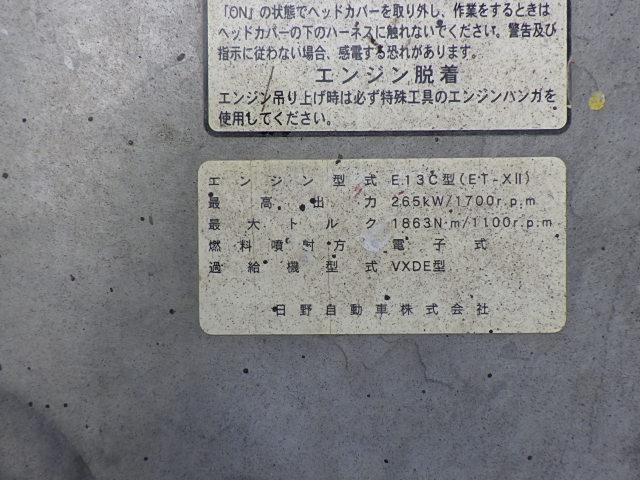 「ON」の状態でヘッドカバーを取り外し、作業をするときは
ヘッドカバーの下のハーネスに触れないでください。警告及び
指示に従わない場合、感電する恐れがあります。
エンジン脱着
エンジン吊り上げ時は必ず特殊工具のエンジンハンガを
使用してください。
エンジン型式 E13C型(ET-XII)
最高出力 265kW/1700r.p.m
最大トルク 1863N·m/1100r.p.m
燃料噴射方 電子式
過給機型式 VXDE型
日野自動車株式会社